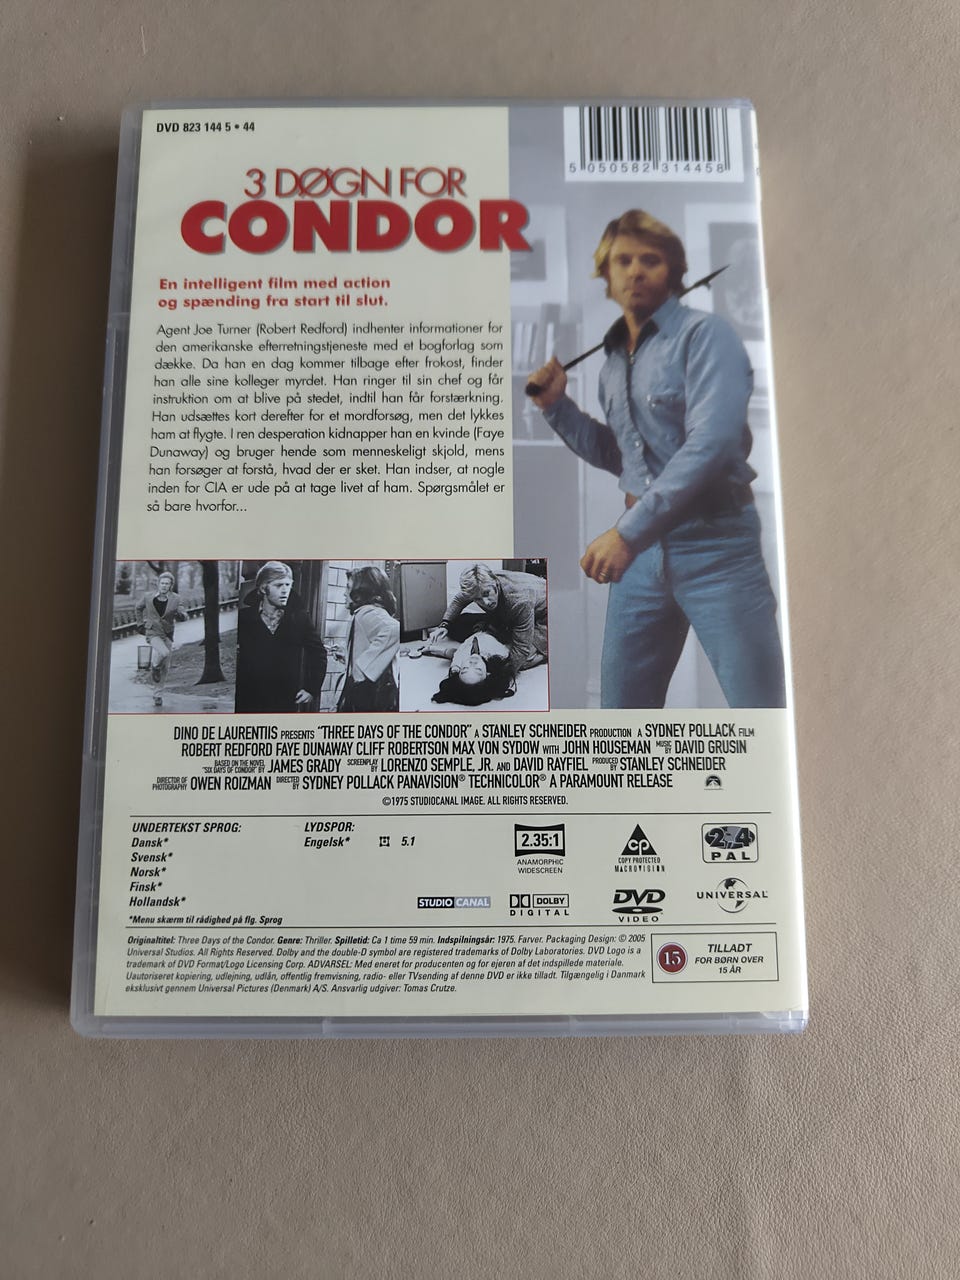 DVD 823 144 5 • 44
5 050582 314458
3 DØGN FOR
CONDOR
En intelligent film med action
og spænding fra start til slut.
Agent Joe Turner (Robert Redford) indhenter informationer for
den amerikanske efterretningstjeneste med et bogforlag som
dække. Da han en dag kommer tilbage efter frokost, finder
han alle sine kolleger myrdet. Han ringer til sin chef og får
instruktion om at blive på stedet, indtil han får forstærkning.
Han udsættes kort derefter for et mordforsøg, men det lykkes
ham at flygte. I ren desperation kidnapper han en kvinde (Faye
Dunaway) og bruger hende som menneskeligt skjold, mens
han forsøger at forstå, hvad der er sket. Han indser, at nogle
inden for CIA er ude på at tage livet af ham. Spørgsmålet er
så bare hvorfor...
DINO DE LAURENTIIS PRESENTS "THREE DAYS OF THE CONDOR" A STANLEY SCHNEIDER PRODUCTION A SYDNEY POLLACK FILM
ROBERT REDFORD FAYE DUNAWAY CLIFF ROBERTSON MAX VON SYDOW WITH JOHN HOUSEMAN MUSIC BY DAVID GRUSIN
BASED ON THE NOVEL "SIX DAYS OF CONDOR" BY JAMES GRADY SCREENPLAY BY LORENZO SEMPLE, JR. AND DAVID RAYFIEL PRODUCED BY STANLEY SCHNEIDER
DIRECTOR OF PHOTOGRAPHY OWEN ROIZMAN DIRECTED BY SYDNEY POLLACK PANAVISION® TECHNICOLOR® A PARAMOUNT RELEASE
©1975 STUDIOCANAL IMAGE. ALL RIGHTS RESERVED.
UNDERTEKST SPROG:
Dansk*
Svensk*
Norsk*
Finsk*
Hollandsk*
*Menu skærm til rådighed på flg. Sprog
LYDSPOR:
Engelsk* 5.1
2.35:1
ANAMORPHIC
WIDESCREEN
CP
COPY PROTECTED
MACROVISION
2 4
PAL
STUDIO CANAL
DOLBY
DIGITAL
DVD
VIDEO
UNIVERSAL
Originaltitel: Three Days of the Condor. Genre: Thriller. Spilletid: Ca 1 time 59 min. Indspilningsår: 1975. Farver. Packaging Design: © 2005
Universal Studios. All Rights Reserved. Dolby and the double-D symbol are registered trademarks of Dolby Laboratories. DVD Logo is a
trademark of DVD Format/Logo Licensing Corp. ADVARSEL: Med eneret for producenten og for ejeren af det indspillede materiale.
Uautoriseret kopiering, udlejning, udlån, offentlig fremvisning, radio- eller TVsending af denne DVD er ikke tilladt. Tilgængelig i Danmark
eksklusivt gennem Universal Pictures (Denmark) A/S. Ansvarlig udgiver: Tomas Crutze.
15
TILLADT
FOR BØRN OVER
15 ÅR